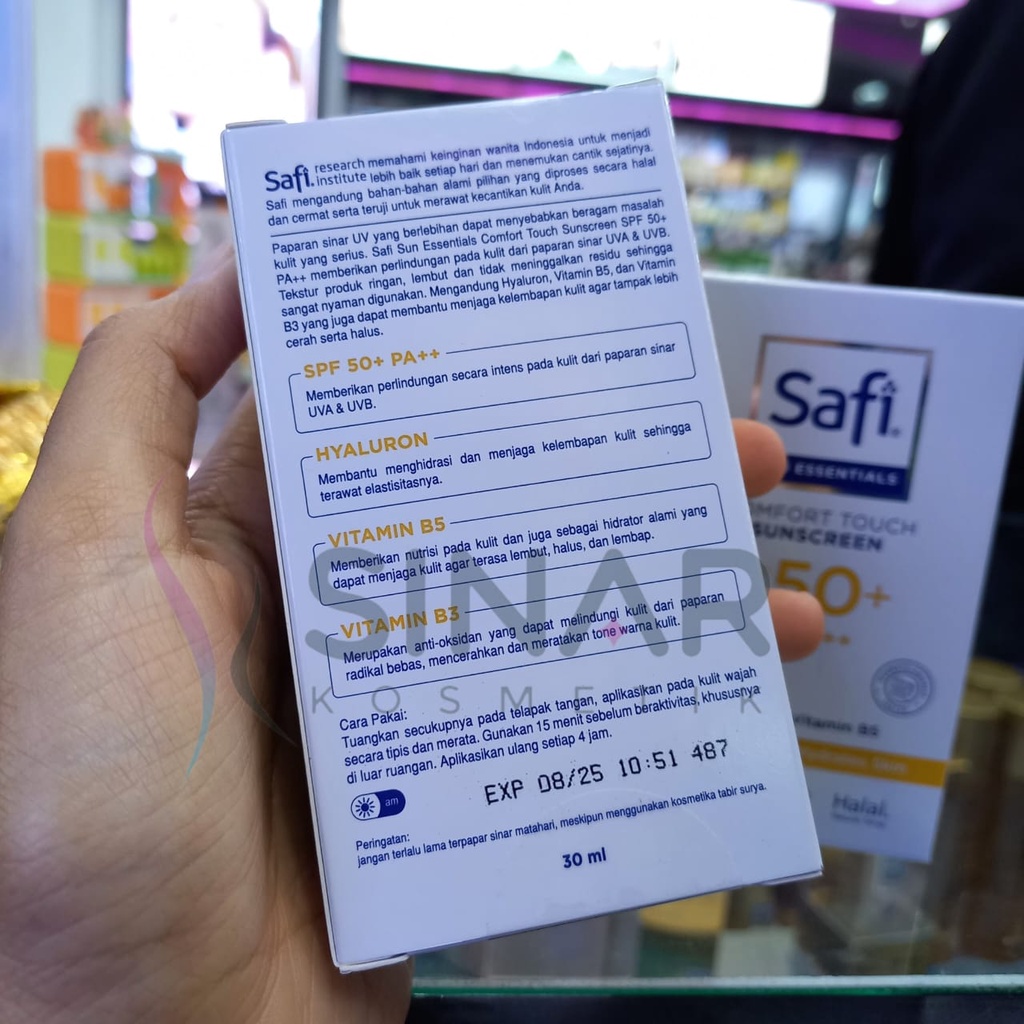 Safi. research memahami keinginan wanita Indonesia untuk menjadi
institute lebih baik setiap hari dan menemukan cantik sejatinya.
Safi mengandung bahan-bahan alami pilihan yang diproses secara halal
dan cermat serta teruji untuk merawat kecantikan kulit Anda.
Paparan sinar UV yang berlebihan dapat menyebabkan beragam masalah
kulit yang serius. Safi Sun Essentials Comfort Touch Sunscreen SPF 50+
PA++ memberikan perlindungan pada kulit dari paparan sinar UVA & UVB.
Tekstur produk ringan, lembut dan tidak meninggalkan residu sehingga
sangat nyaman digunakan. Mengandung Hyaluron, Vitamin B5, dan Vitamin
B3 yang juga dapat membantu menjaga kelembapan kulit agar tampak lebih
cerah serta halus.
SPF 50+ PA++
Memberikan perlindungan secara intens pada kulit dari paparan sinar
UVA & UVB.
HYALURON
Membantu menghidrasi dan menjaga kelembapan kulit sehingga
terawat elastisitasnya.
VITAMIN B5
Memberikan nutrisi pada kulit dan juga sebagai hidrator alami yang
dapat menjaga kulit agar terasa lembut, halus, dan lembap.
VITAMIN B3
Merupakan anti-oksidan yang dapat melindungi kulit dari paparan
radikal bebas, mencerahkan dan meratakan tone warna kulit.
Cara Pakai:
Tuangkan secukupnya pada telapak tangan, aplikasikan pada kulit wajah
secara tipis dan merata. Gunakan 15 menit sebelum beraktivitas, khususnya
di luar ruangan. Aplikasikan ulang setiap 4 jam.
am
EXP 08/25 10:51 487
Peringatan:
jangan terlalu lama terpapar sinar matahari, meskipun menggunakan kosmetika tabir surya.
30 ml
SINAR
KOSMETIK
Safi.
ESSENTIALS
MFORT TOUCH
SUNSCREEN
50+
++
Vitamin B5
Halal.